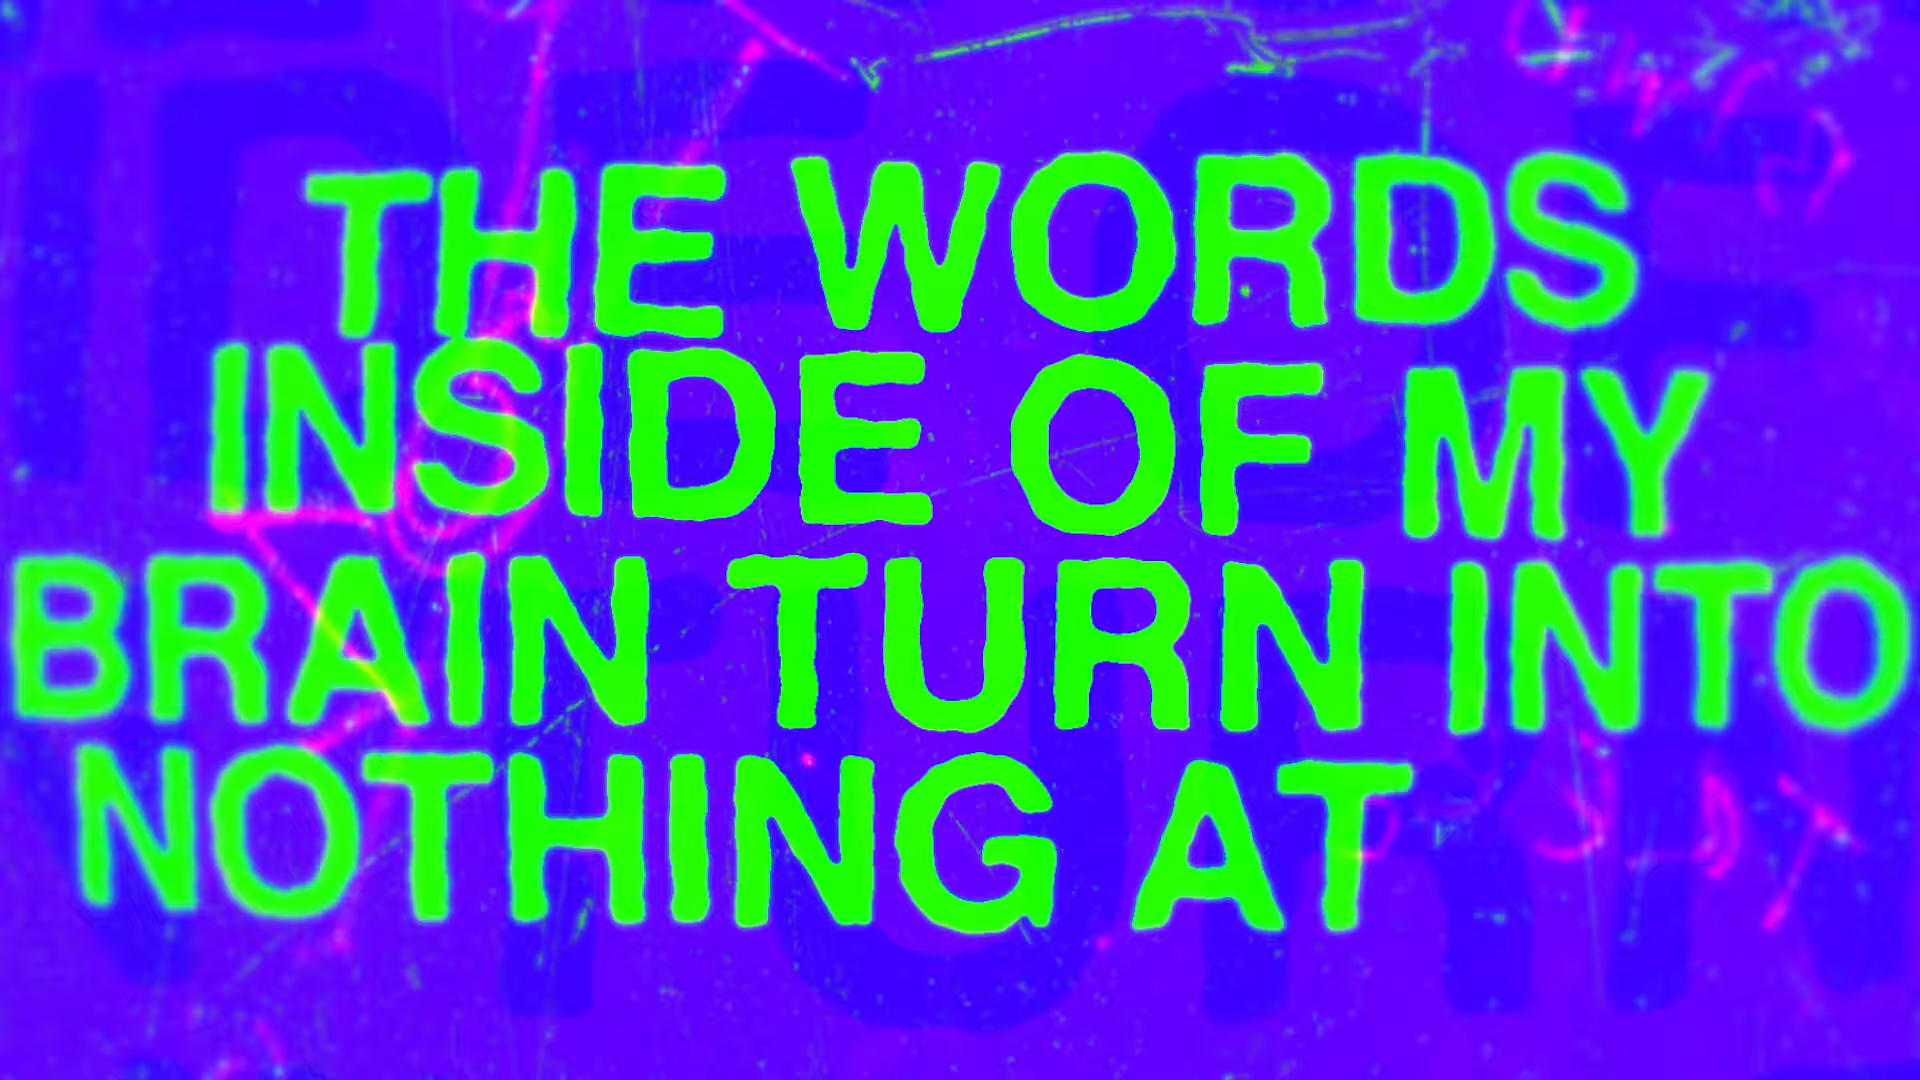 THE WORDS
INSIDE OF MY
BRAIN TURN INTO
NOTHING AT